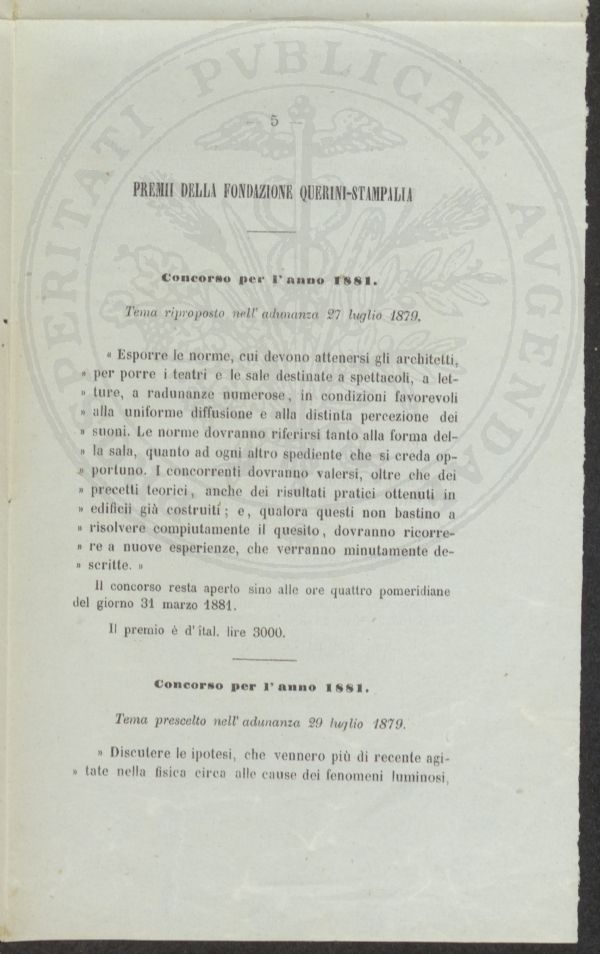 — 5 —
PREMII DELLA FONDAZIONE QUERINI-STAMPALIA
Concorso per l'anno 1881.
Tema riproposto nell' adunanza 27 luglio 1879.
« Esporre le norme, cui devono attenersi gli architetti,
» per porre i teatri e le sale destinate a spettacoli, a let-
» ture, a radunanze numerose, in condizioni favorevoli
» alla uniforme diffusione e alla distinta percezione dei
» suoni. Le norme dovranno riferirsi tanto alla forma del-
» la sala, quanto ad ogni altro spediente che si creda op-
» portuno. I concorrenti dovranno valersi, oltre che dei
» precetti teorici, anche dei risultati pratici ottenuti in
» edificii già costruiti; e, qualora questi non bastino a
» risolvere compiutamente il quesito, dovranno ricorre-
» re a nuove esperienze, che verranno minutamente de-
» scritte. »
Il concorso resta aperto sino alle ore quattro pomeridiane
del giorno 31 marzo 1881.
Il premio è d' ital. lire 3000.
Concorso per l'anno 1881.
Tema prescelto nell' adunanza 29 luglio 1879.
» Discutere le ipotesi, che vennero più di recente agi-
» tate nella fisica circa alle cause dei fenomeni luminosi,
PROSPERITATI PVBLICAE AVGENDAE